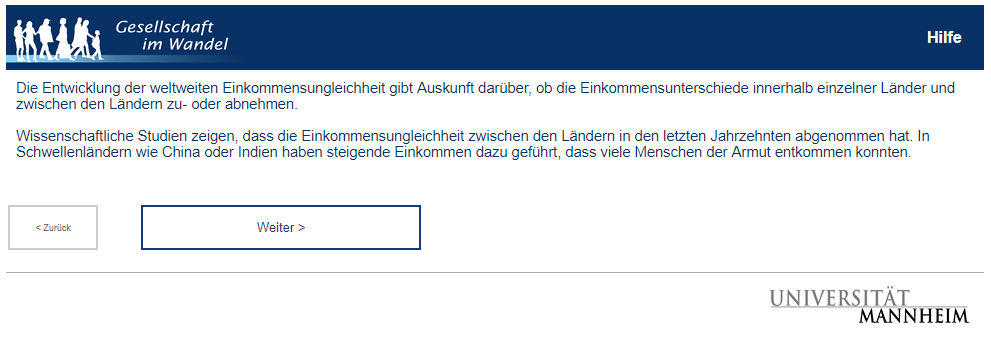 Gesellschaft
im Wandel
Hilfe
Die Entwicklung der weltweiten Einkommensungleichheit gibt Auskunft darüber, ob die Einkommensunterschiede innerhalb einzelner Länder und
zwischen den Ländern zu- oder abnehmen.
Wissenschaftliche Studien zeigen, dass die Einkommensungleichheit zwischen den Ländern in den letzten Jahrzehnten abgenommen hat. In
Schwellenländern wie China oder Indien haben steigende Einkommen dazu geführt, dass viele Menschen der Armut entkommen konnten.
< Zurück
Weiter >
UNIVERSITÄT
MANNHEIM